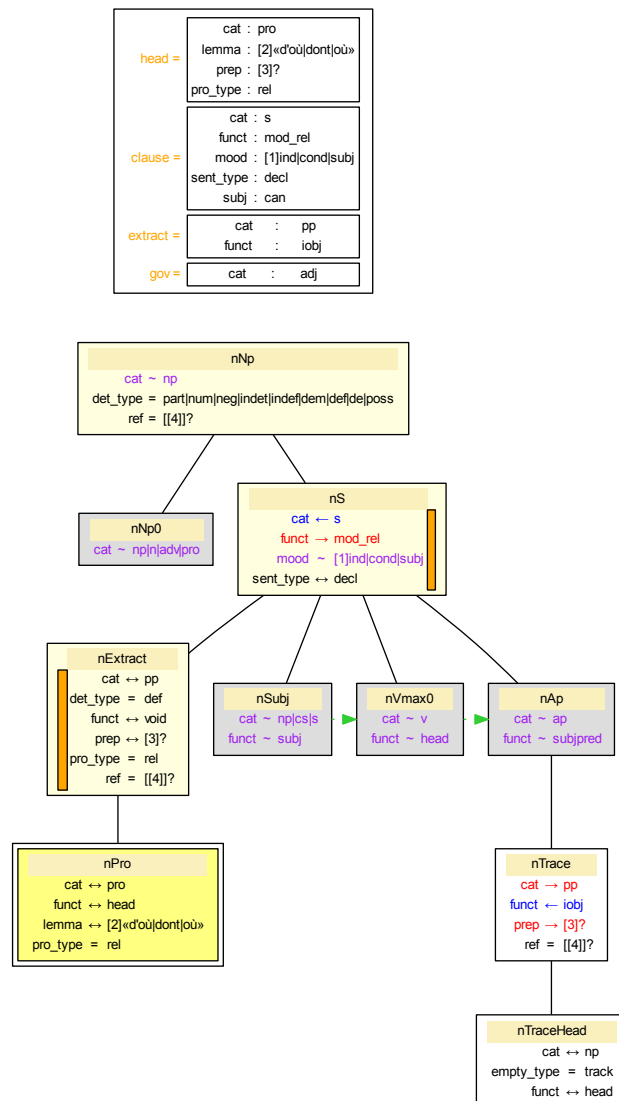 head =
cat : pro
lemma : [2]«d'où|dont|où»
prep : [3]?
pro_type : rel
clause =
cat : s
funct : mod_rel
mood : [1]ind|cond|subj
sent_type : decl
subj : can
extract =
cat : pp
funct : iobj
gov =
cat : adj
nNp
cat ~ np
det_type = part|num|neg|indet|indef|dem|def|de|poss
ref = [[4]]?
nNp0
cat ~ np|n|adv|pro
nS
cat ← s
funct → mod_rel
mood ~ [1]ind|cond|subj
sent_type ↔ decl
nExtract
cat ↔ pp
det_type = def
funct ↔ void
prep ↔ [3]?
pro_type = rel
ref = [[4]]?
nSubj
cat ~ np|cs|s
funct ~ subj
nVmax0
cat ~ v
funct ~ head
nAp
cat ~ ap
funct ~ subjpred
nPro
cat ↔ pro
funct ↔ head
lemma ↔ [2]«d'où|dont|où»
pro_type = rel
nTrace
cat → pp
funct ← iobj
prep → [3]?
ref = [[4]]?
nTraceHead
cat ↔ np
empty_type = track
funct ↔ head